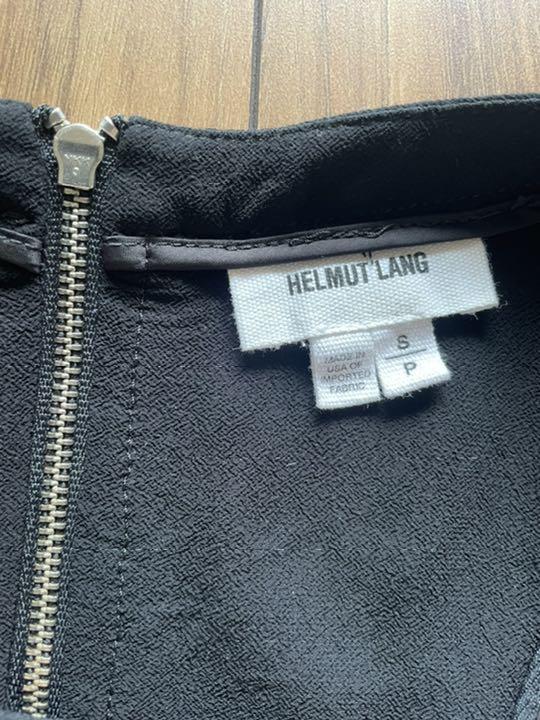 HELMUT LANG
S
P
MADE IN
USA OF
IMPORTED
FABRIC